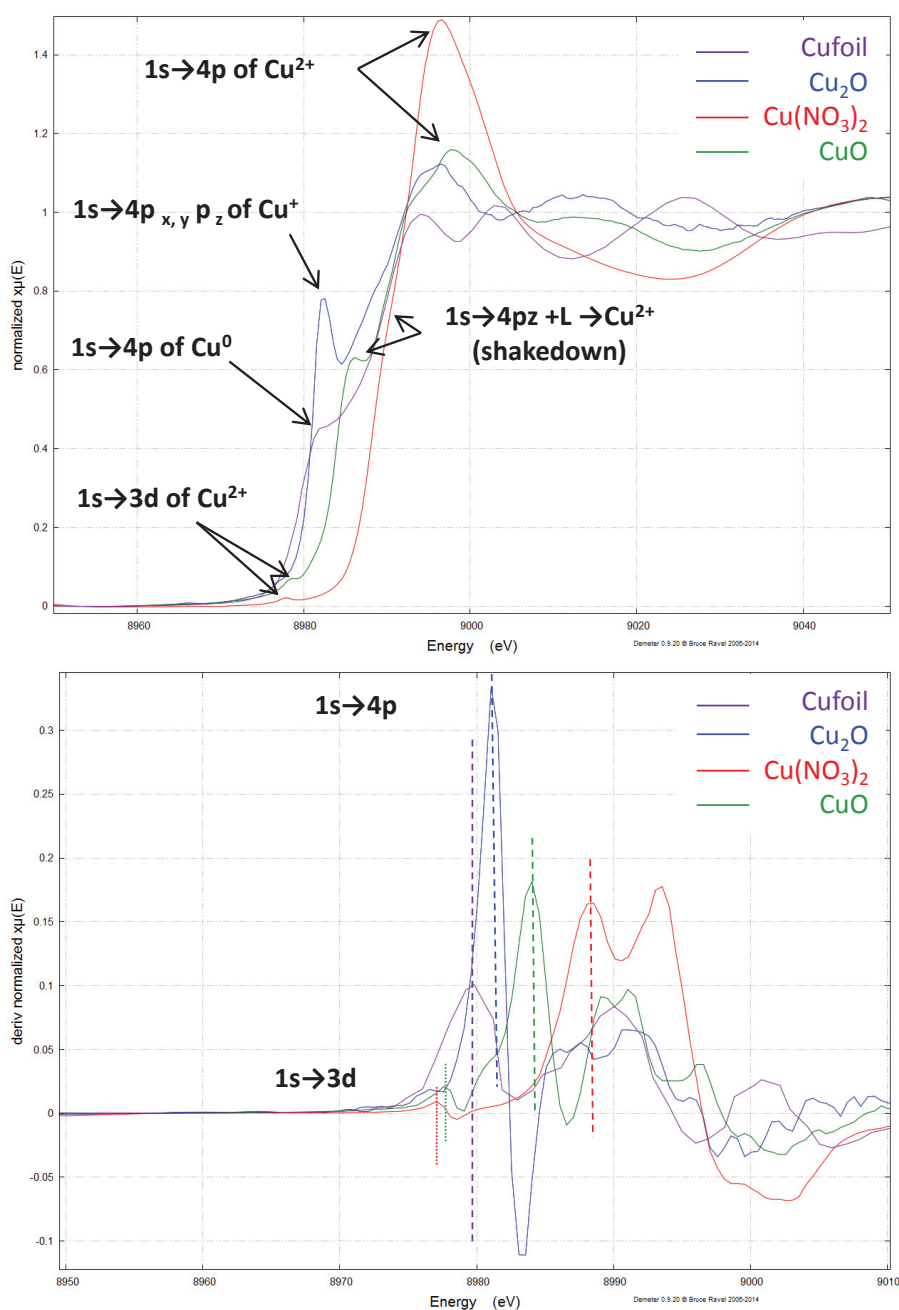 1.4
1.2
1
0.8
0.6
0.4
0.2
0
normalized xμ(E)
1s→4p of Cu²⁺
1s→4p x, y p z of Cu⁺
1s→4p of Cu⁰
1s→3d of Cu²⁺
1s→4pz +L →Cu²⁺
(shakedown)
Cufoil
Cu₂O
Cu(NO₃)₂
CuO
8960
8980
9000
9020
9040
Energy (eV)
Demeter 0.9.20 © Bruce Ravel 2006-2014
0.3
0.25
0.2
0.15
0.1
0.05
0
-0.05
-0.1
deriv normalized xμ(E)
1s→4p
1s→3d
Cufoil
Cu₂O
Cu(NO₃)₂
CuO
8950
8960
8970
8980
8990
9000
9010
Energy (eV)
Demeter 0.9.20 © Bruce Ravel 2006-2014